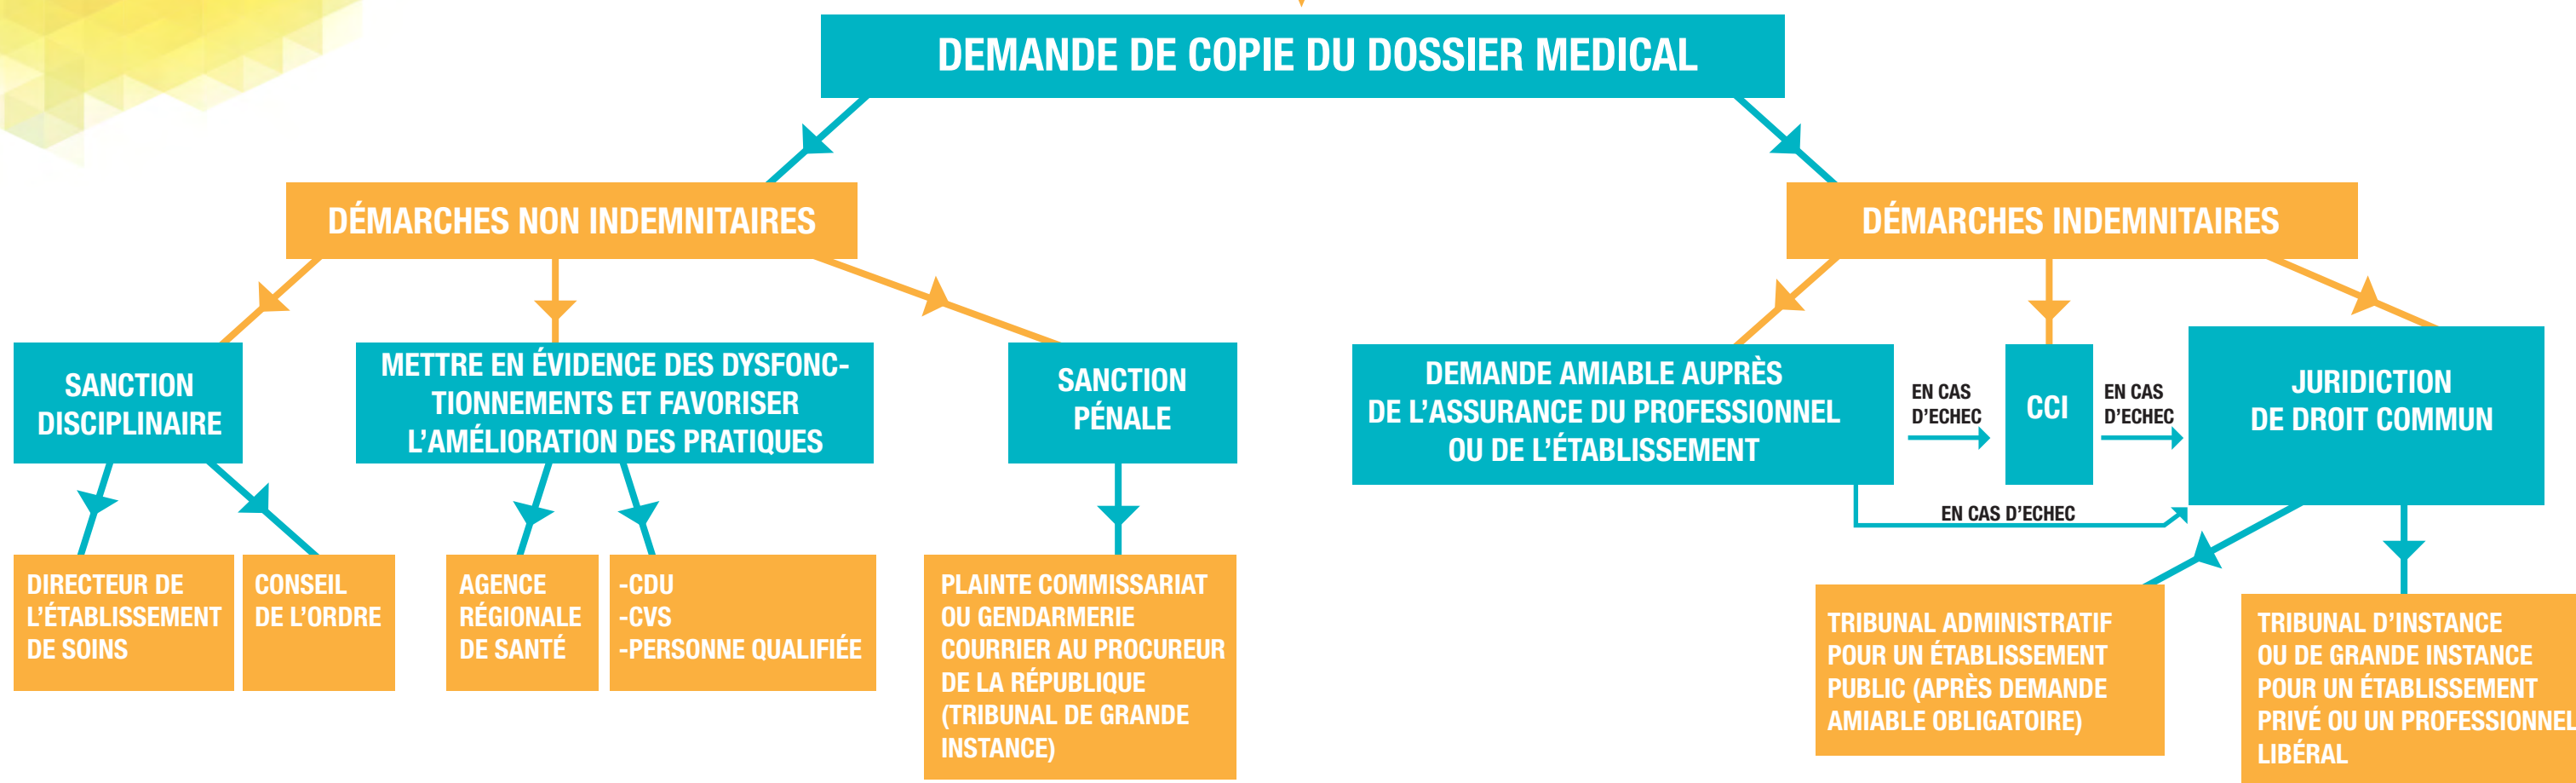 DEMANDE DE COPIE DU DOSSIER MEDICAL
DÉMARCHES NON INDEMNITAIRES
DÉMARCHES INDEMNITAIRES
SANCTION
DISCIPLINAIRE
METTRE EN ÉVIDENCE DES DYSFONC-
TIONNEMENTS ET FAVORISER
L'AMÉLIORATION DES PRATIQUES
SANCTION
PÉNALE
DEMANDE AMIABLE AUPRÈS
DE L'ASSURANCE DU PROFESSIONNEL
OU DE L'ÉTABLISSEMENT
EN CAS
D'ECHEC
CCI
EN CAS
D'ECHEC
JURIDICTION
DE DROIT COMMUN
EN CAS D'ECHEC
DIRECTEUR DE
L'ÉTABLISSEMENT
DE SOINS
CONSEIL
DE L'ORDRE
AGENCE
RÉGIONALE
DE SANTÉ
-CDU
-CVS
-PERSONNE QUALIFIÉE
PLAINTE COMMISSARIAT
OU GENDARMERIE
COURRIER AU PROCUREUR
DE LA RÉPUBLIQUE
(TRIBUNAL DE GRANDE
INSTANCE)
TRIBUNAL ADMINISTRATIF
POUR UN ÉTABLISSEMENT
PUBLIC (APRÈS DEMANDE
AMIABLE OBLIGATOIRE)
TRIBUNAL D'INSTANCE
OU DE GRANDE INSTANCE
POUR UN ÉTABLISSEMENT
PRIVÉ OU UN PROFESSIONNEL
LIBÉRAL